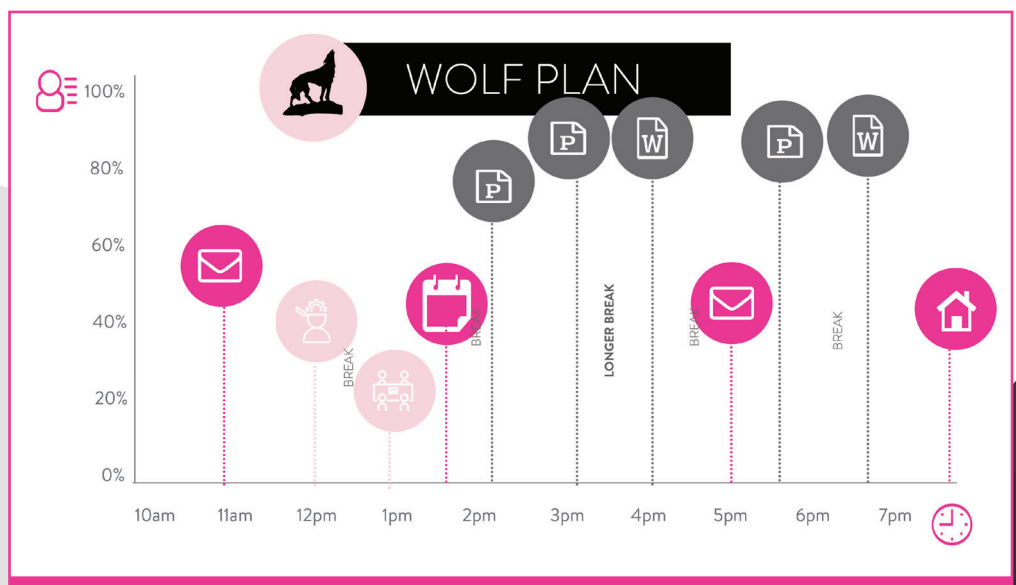 WOLF PLAN
100%
80%
60%
40%
20%
0%
P
P
W
P
W
BREAK
BREAK
LONGER BREAK
BREAK
BREAK
10am
11am
12pm
1pm
2pm
3pm
4pm
5pm
6pm
7pm